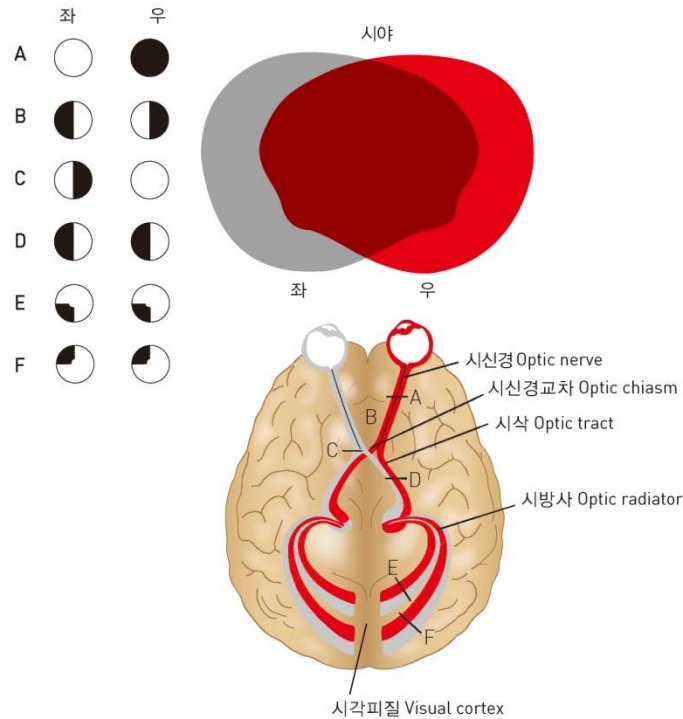 좌 우
A
B
C
D
E
F
시야
좌 우
시신경 Optic nerve
시신경교차 Optic chiasm
시삭 Optic tract
시방사 Optic radiator
시각피질 Visual cortex
A
B
C
D
E
F